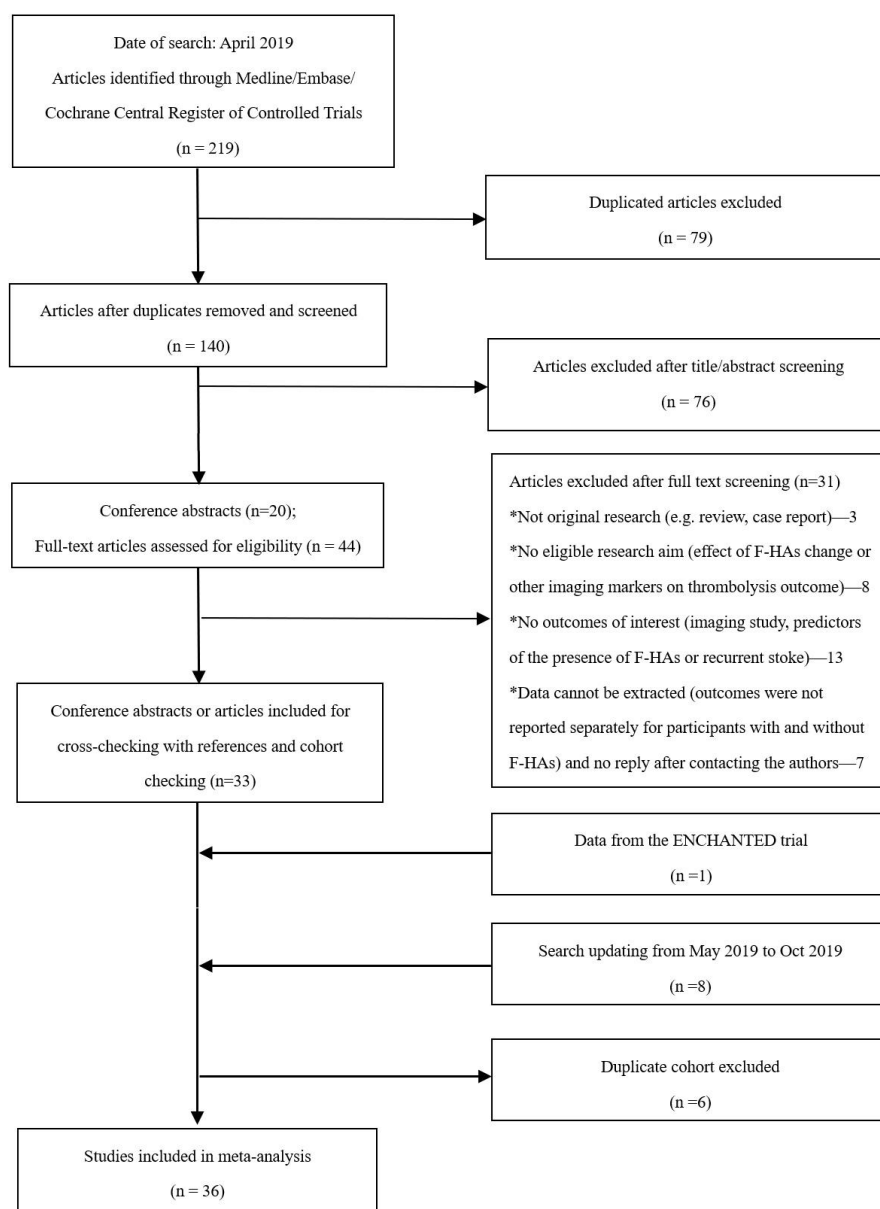 Date of search: April 2019
Articles identified through Medline/Embase/
Cochrane Central Register of Controlled Trials
(n = 219)
Duplicated articles excluded
(n = 79)
Articles after duplicates removed and screened
(n = 140)
Articles excluded after title/abstract screening
(n = 76)
Conference abstracts (n=20);
Full-text articles assessed for eligibility (n = 44)
Articles excluded after full text screening (n=31)
*Not original research (e.g. review, case report)—3
*No eligible research aim (effect of F-HAs change or
other imaging markers on thrombolysis outcome)—8
*No outcomes of interest (imaging study, predictors
of the presence of F-HAs or recurrent stoke)—13
*Data cannot be extracted (outcomes were not
reported separately for participants with and without
F-HAs) and no reply after contacting the authors—7
Conference abstracts or articles included for
cross-checking with references and cohort
checking (n=33)
Data from the ENCHANTED trial
(n =1)
Search updating from May 2019 to Oct 2019
(n =8)
Duplicate cohort excluded
(n =6)
Studies included in meta-analysis
(n = 36)